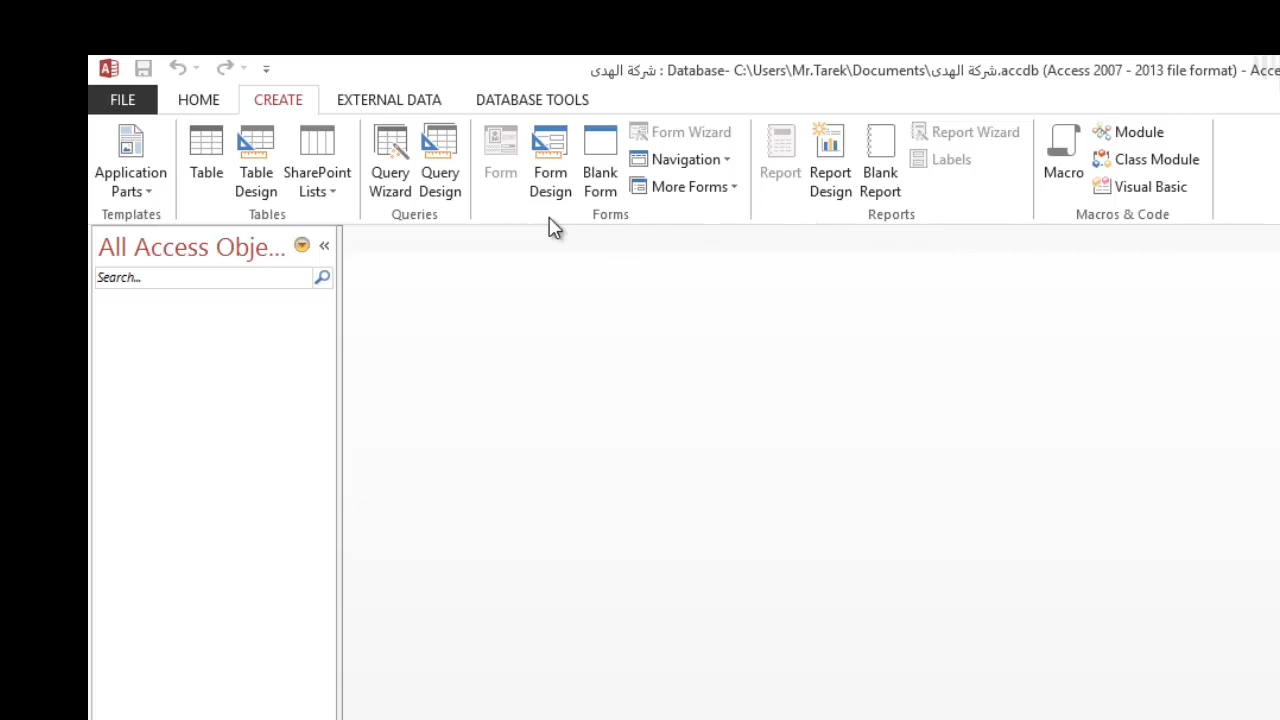 شركة الهدى : Database- C:\Users\Mr.Tarek\Documents\شركة الهدى.accdb (Access 2007 - 2013 file format) - Acce
FILE HOME CREATE EXTERNAL DATA DATABASE TOOLS
Application Parts
Table
Table Design
SharePoint Lists
Query Wizard
Query Design
Form
Form Design
Blank Form
Form Wizard
Navigation
More Forms
Report
Report Design
Blank Report
Report Wizard
Labels
Macro
Module
Class Module
Visual Basic
Templates Tables Queries Forms Reports Macros & Code
All Access Obje...
Search...